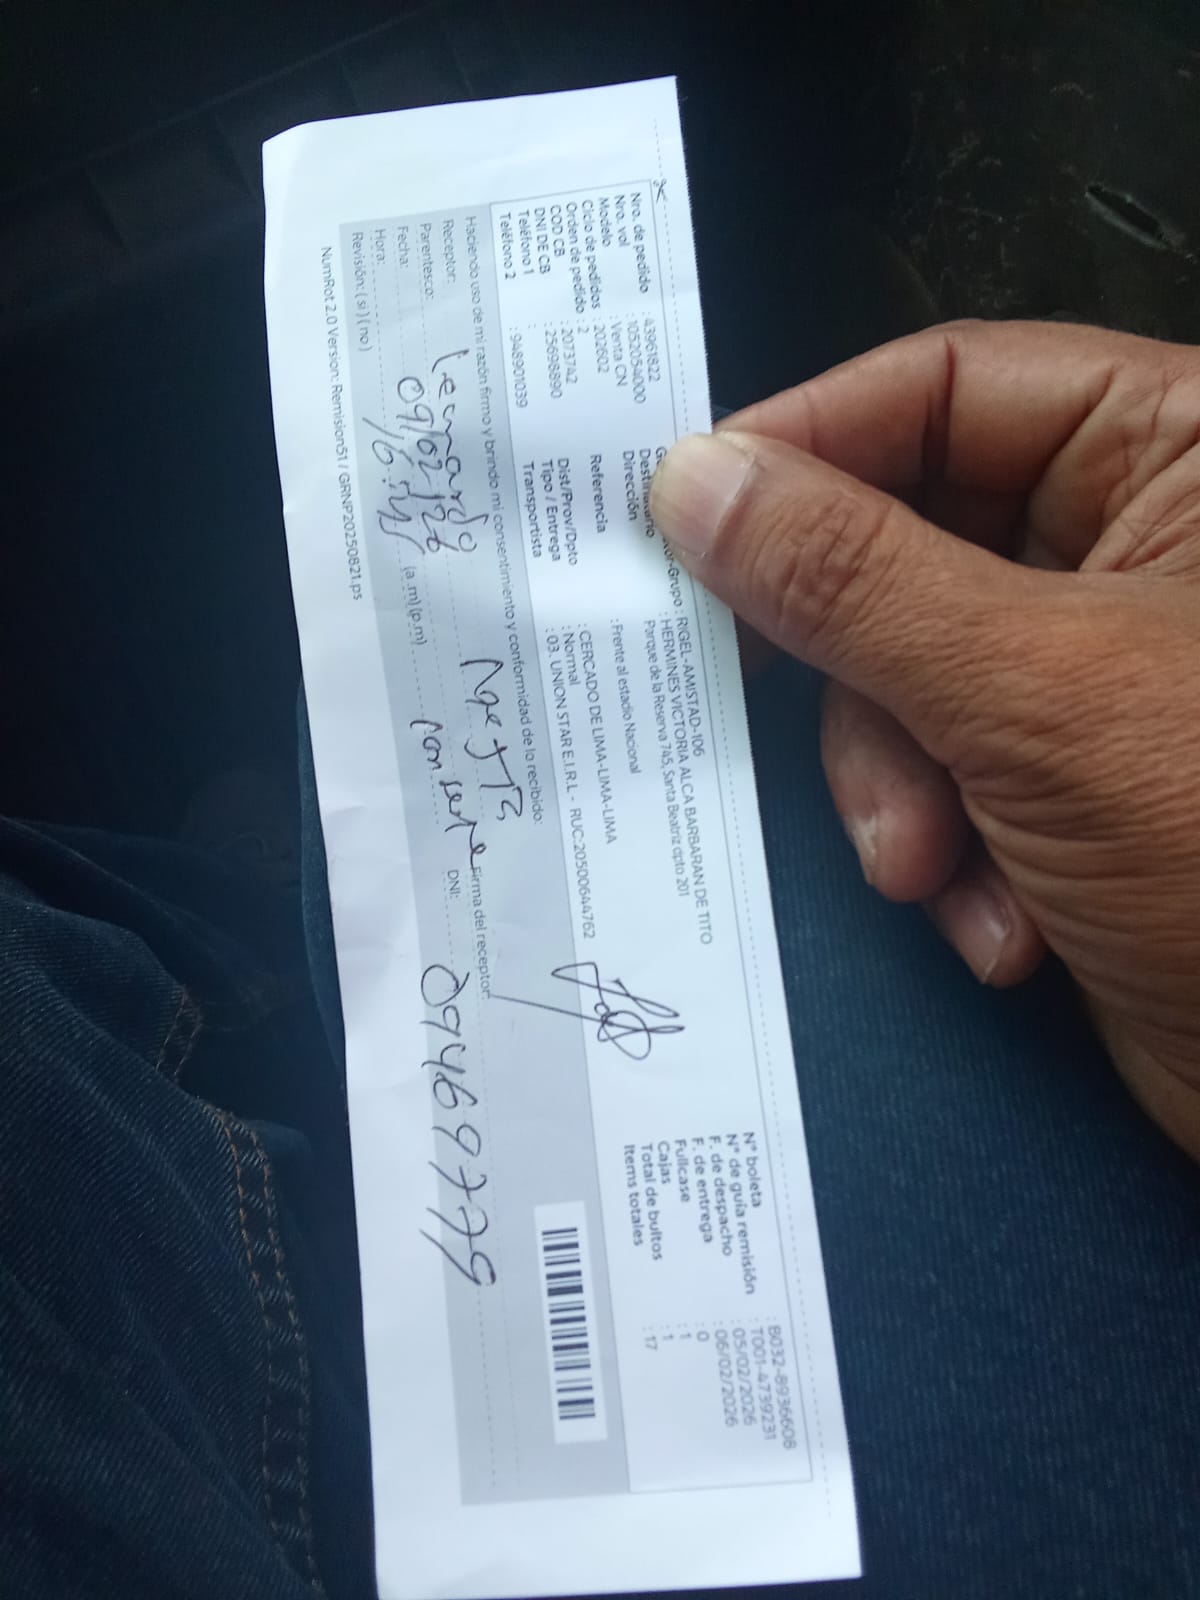 Nro. de pedido : 43961822
Nro. vol : 1052054000
Modelo : Venta CN
Ciclo de pedidos : 202602
Orden de pedido : 2
COD CB : 2073742
DNI DE CB : 25698890
Teléfono 1 :
Teléfono 2 : 948901039
-Grupo : RIGEL-AMISTAD-106
Destinatario : HERMINES VICTORIA ALCA BARBARAN DE TITO
Dirección Parque de la Reserva 745, Santa Beatriz dpto 201
Referencia : Frente al estadio Nacional
Dist/Prov/Dpto : CERCADO DE LIMA-LIMA-LIMA
Tipo / Entrega : Normal
Transportista : 03. UNION STAR E.I.R.L - RUC:20500644762
N° boleta : B032-8936608
N° de guía remisión : T001-4739231
F. de despacho : 05/02/2026
F. de entrega : 06/02/2026
Fullcase : 0
Cajas : 1
Total de bultos : 1
Items totales : 17
Haciendo uso de mi razón firmo y brindo mi consentimiento y conformidad de lo recibido:
Receptor: Leonardo Firma del receptor:
Parentesco: Conserje DNI: 09469779
Fecha: 09/02/26
Hora: (a .m) (p.m)
Revisión: ( si ) ( no )
NumRot 2.0 Version: Remision51 / GRNP20250821.ps